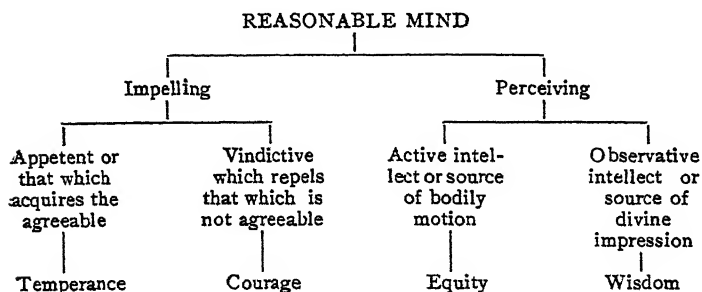 REASONABLE MIND
Impelling
Perceiving
Appetent or
that which
acquires the
agreeable
Vindictive
which repels
that which is
not agreeable
Active intel-
lect or source
of bodily
motion
Observative
intellect or
source of
divine
impression
Temperance
Courage
Equity
Wisdom